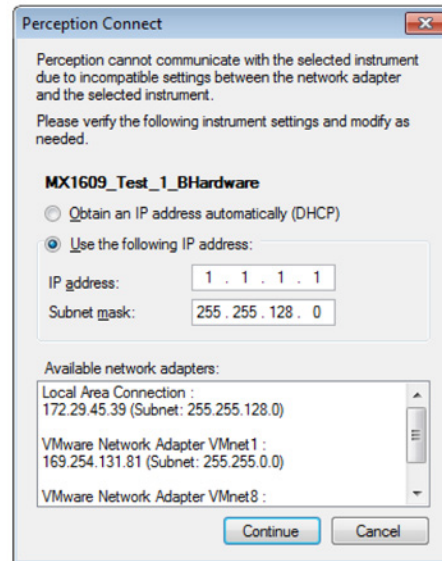 Perception Connect
Perception cannot communicate with the selected instrument
due to incompatible settings between the network adapter
and the selected instrument.
Please verify the following instrument settings and modify as
needed.
MX1609_Test_1_BHardware
Obtain an IP address automatically (DHCP)
Use the following IP address:
IP address: 1 . 1 . 1 . 1
Subnet mask: 255 . 255 . 128 . 0
Available network adapters:
Local Area Connection :
172.29.45.39 (Subnet: 255.255.128.0)
VMware Network Adapter VMnet1 :
169.254.131.81 (Subnet: 255.255.0.0)
VMware Network Adapter VMnet8 :
Continue Cancel